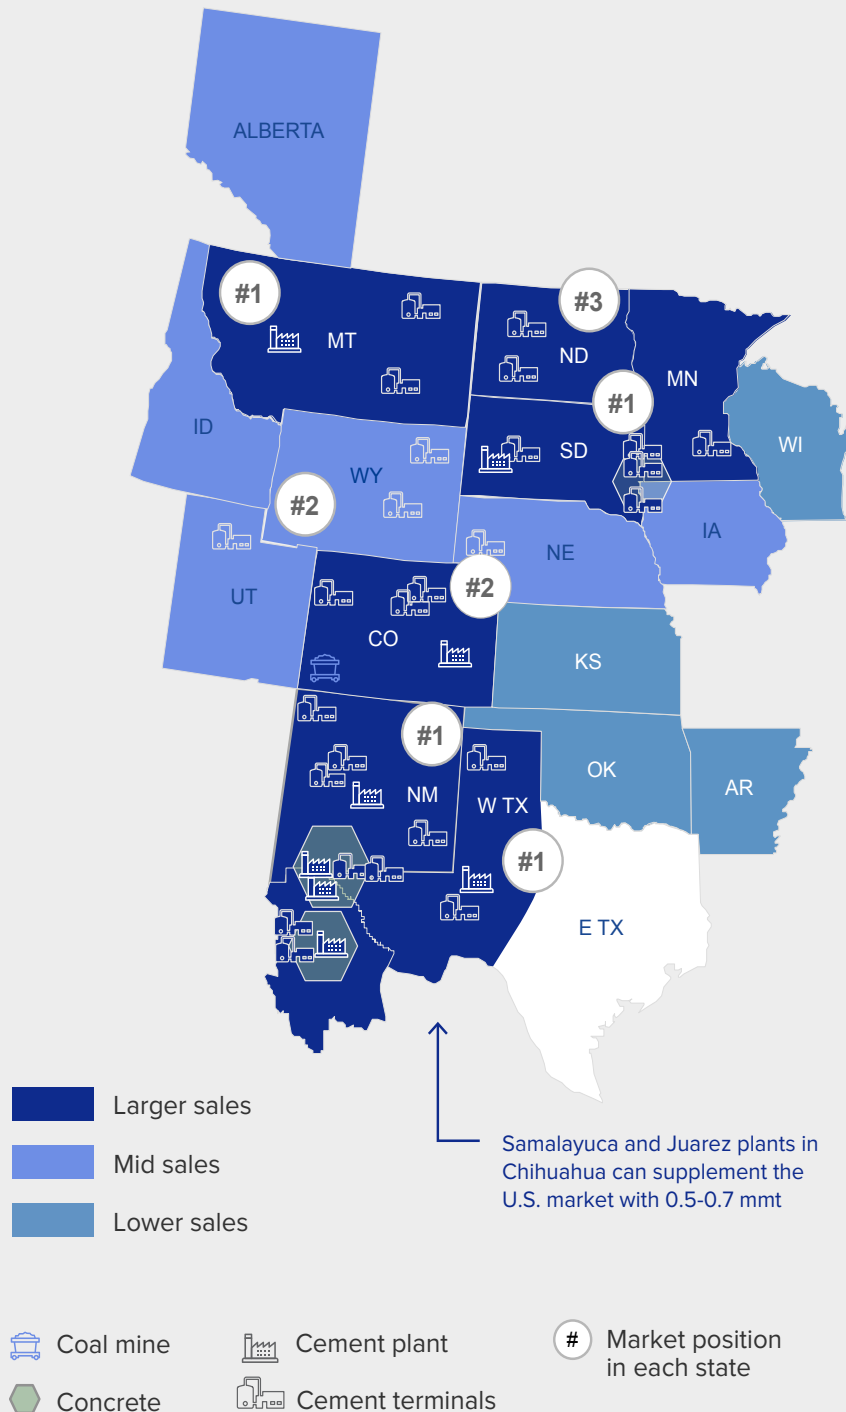 ALBERTA
#1
#3
MT
ND
MN
#1
ID
SD
WI
WY
#2
IA
NE
UT
#2
CO
KS
#1
OK
NM
W TX
AR
#1
E TX
Larger sales
Mid sales
Lower sales
Samalayuca and Juarez plants in
Chihuahua can supplement the
U.S. market with 0.5-0.7 mmt
Coal mine
Cement plant
# Market position
in each state
Concrete
Cement terminals